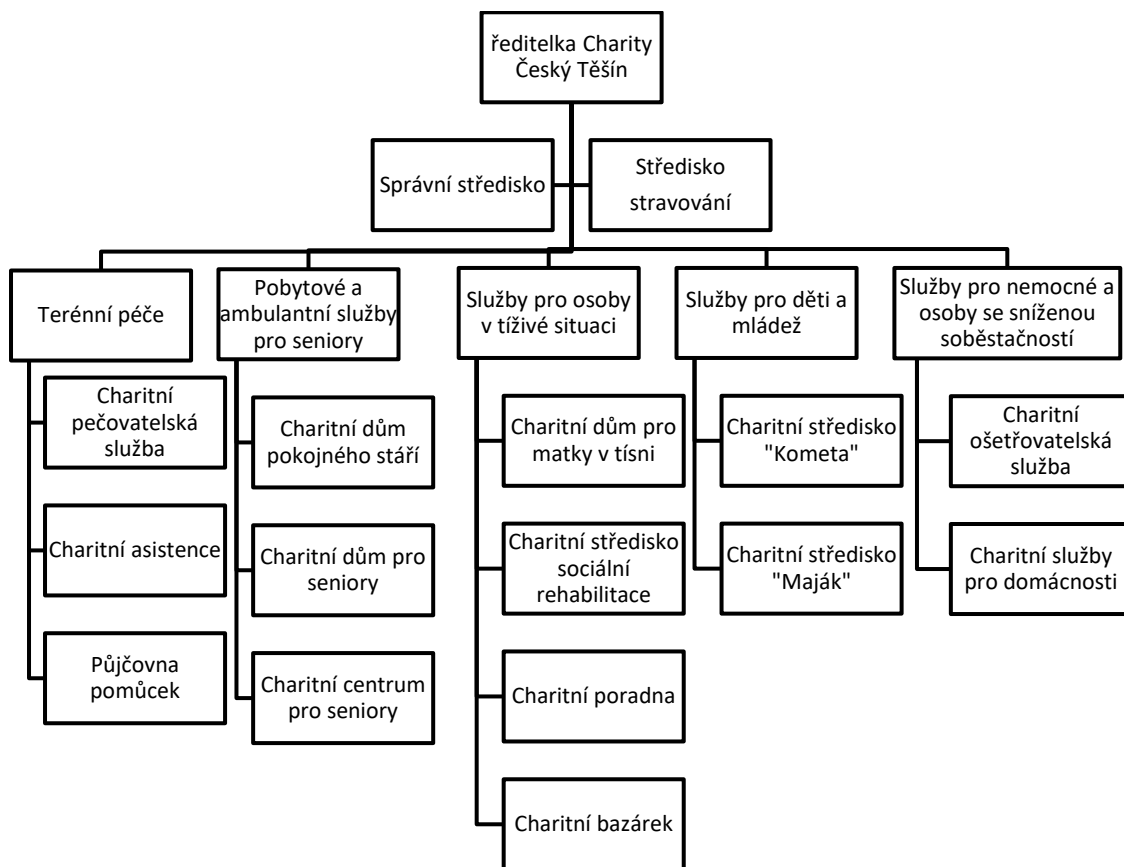 ředitelka Charity
Český Těšín
Správní středisko
Středisko
stravování
Terénní péče
Pobytové a
ambulantní služby
pro seniory
Služby pro osoby
v tíživé situaci
Služby pro děti a
mládež
Služby pro nemocné a
osoby se sníženou
soběstačností
Charitní
pečovatelská
služba
Charitní asistence
Půjčovna
pomůcek
Charitní dům
pokojného stáří
Charitní dům pro
seniory
Charitní centrum
pro seniory
Charitní dům pro
matky v tísni
Charitní středisko
sociální
rehabilitace
Charitní poradna
Charitní bazárek
Charitní středisko
"Kometa"
Charitní středisko
"Maják"
Charitní
ošetřovatelská
služba
Charitní služby
pro domácnosti